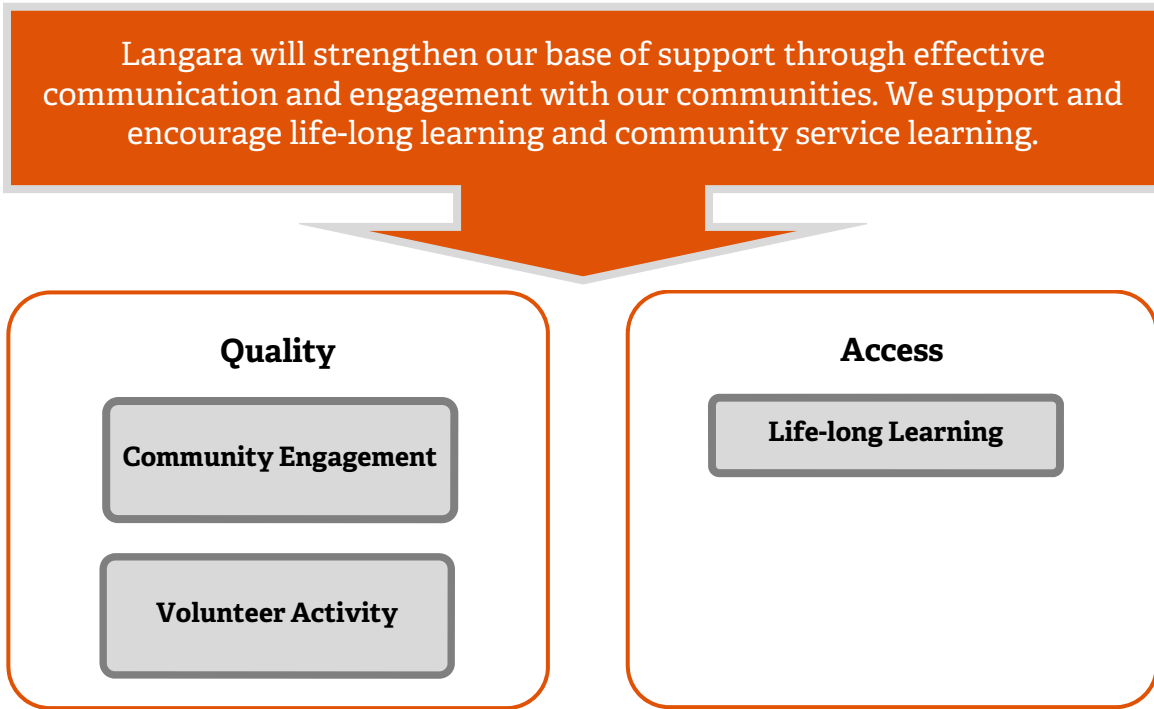 Langara will strengthen our base of support through effective
communication and engagement with our communities. We support and
encourage life-long learning and community service learning.
Quality
Community Engagement
Volunteer Activity
Access
Life-long Learning